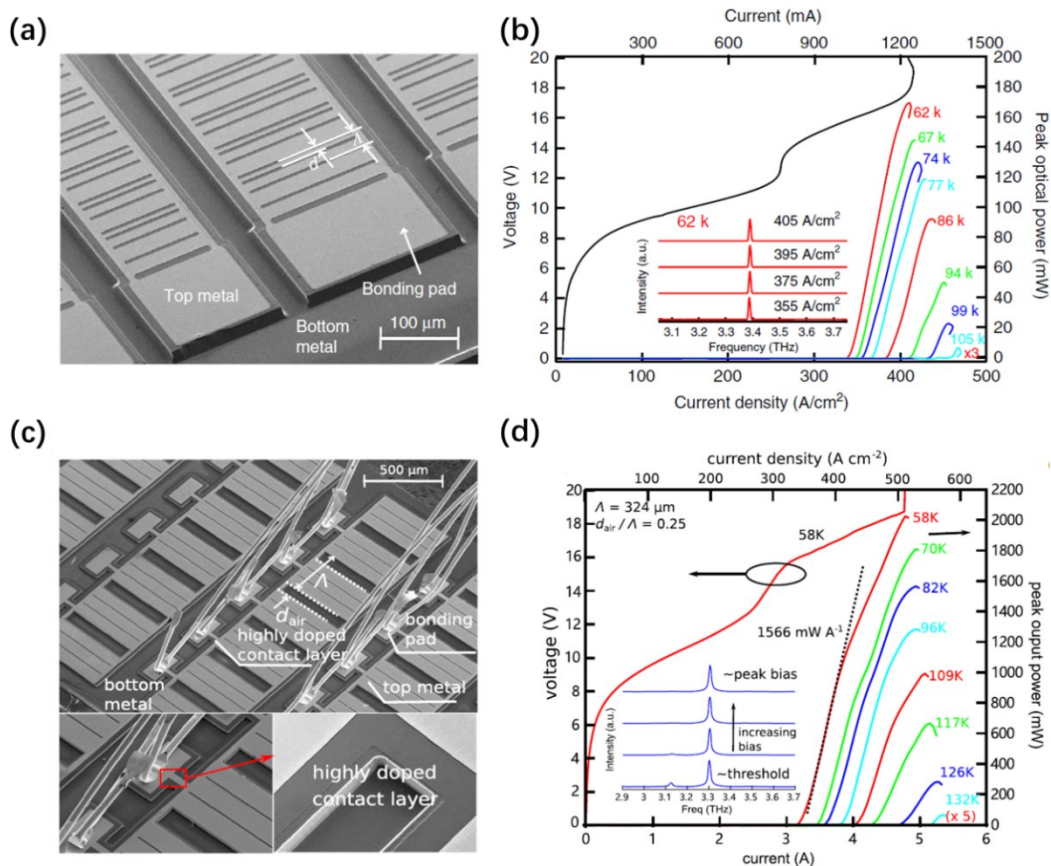 (a)
d
Λ
Top metal
Bonding pad
Bottom
metal
100 μm
(b)
Current (mA)
0 300 600 900 1200 1500
Voltage (V)
20
18
16
14
12
10
8
6
4
2
0
Peak optical power (mW)
200
180
160
140
120
100
80
60
40
20
0
62 k
67 k
74 k
77 k
86 k
94 k
99 k
105 k
x3
62 k
405 A/cm²
395 A/cm²
375 A/cm²
355 A/cm²
Intensity (a.u.)
3.1 3.2 3.3 3.4 3.5 3.6 3.7
Frequency (THz)
0 100 200 300 400 500
Current density (A/cm²)
(c)
500 μm
Λ
d_air
highly doped
contact layer
bonding
pad
bottom
metal
top metal
highly doped
contact layer
(d)
current density (A cm⁻²)
0 100 200 300 400 500 600
voltage (V)
20
18
16
14
12
10
8
6
4
2
0
peak ouput power (mW)
2200
2000
1800
1600
1400
1200
1000
800
600
400
200
0
Λ = 324 μm
d_air / Λ = 0.25
58K
1566 mW A⁻¹
58K
70K
82K
96K
109K
117K
126K
132K
(x 5)
~peak bias
increasing
bias
~threshold
Intensity (a.u.)
2.9 3.0 3.1 3.2 3.3 3.4 3.5 3.6 3.7
Freq (THz)
0 1 2 3 4 5 6
current (A)